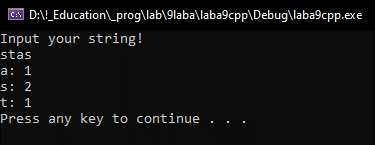 D:\!_Education\_prog\lab\9laba\laba9cpp\Debug\laba9cpp.exe
Input your string!
stas
a: 1
s: 2
t: 1
Press any key to continue . . .